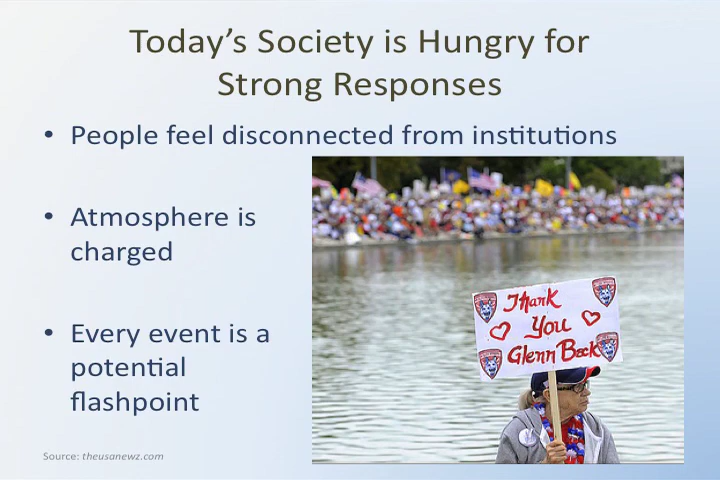 Today’s Society is Hungry for
Strong Responses
• People feel disconnected from institutions
• Atmosphere is
charged
• Every event is a
potential
flashpoint
Thank
You
Glenn Beck
Source: theusanewz.com